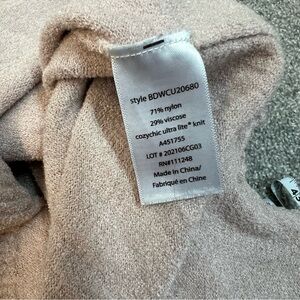 style BDWCU20680
71% nylon
29% viscose
cozychic ultra lite® knit
A451755
LOT # 202106CG03
RN#111248
Made in China/
Fabriqué en Chine